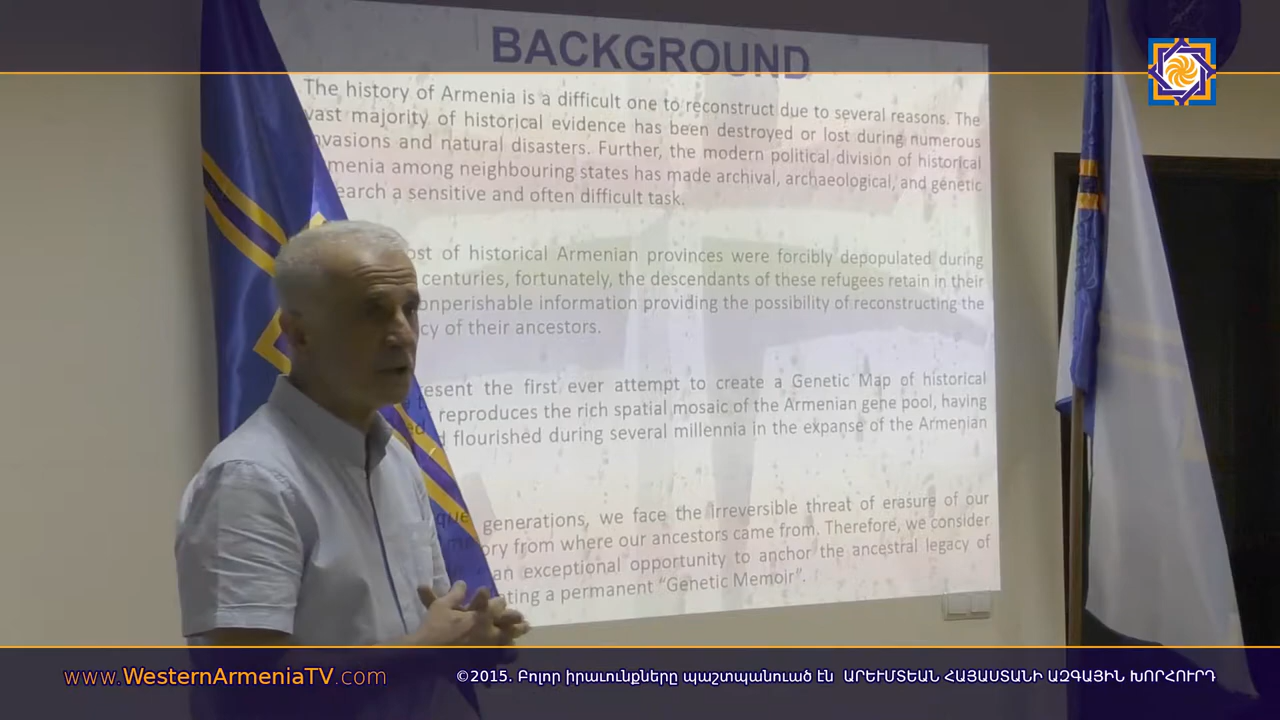 BACKGROUND
The history of Armenia is a difficult one to reconstruct due to several reasons. The
vast majority of historical evidence has been destroyed or lost during numerous
invasions and natural disasters. Further, the modern political division of historical
menia among neighbouring states has made archival, archaeological, and genetic
earch a sensitive and often difficult task.
ost of historical Armenian provinces were forcibly depopulated during
centuries, fortunately, the descendants of these refugees retain in their
onperishable information providing the possibility of reconstructing the
cy of their ancestors.
resent the first ever attempt to create a Genetic Map of historical
reproduces the rich spatial mosaic of the Armenian gene pool, having
d flourished during several millennia in the expanse of the Armenian
que generations, we face the irreversible threat of erasure of our
ory from where our ancestors came from. Therefore, we consider
an exceptional opportunity to anchor the ancestral legacy of
ating a permanent “Genetic Memoir”.
www.WesternArmeniaTV.com
©2015. Բոլոր իրաւունքները պաշտպանուած էն ԱՐԵՒՄՏԵԱՆ ՀԱՅԱՍՏԱՆԻ ԱԶԳԱՅԻՆ ԽՈՐՀՈՒՐԴ